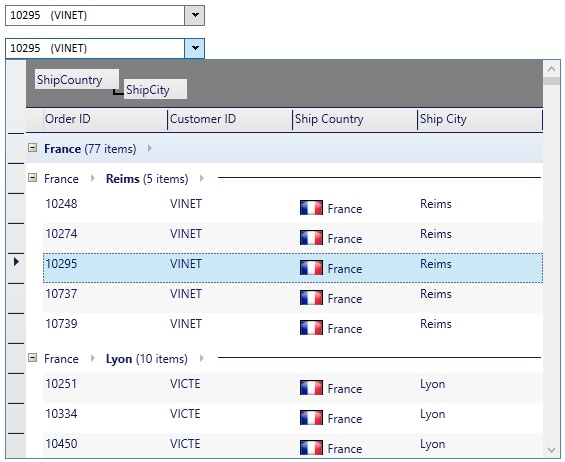 10295 (VINET)
10295 (VINET)
ShipCountry
ShipCity
Order ID Customer ID Ship Country Ship City
France (77 items)
France Reims (5 items)
10248 VINET France Reims
10274 VINET France Reims
10295 VINET France Reims
10737 VINET France Reims
10739 VINET France Reims
France Lyon (10 items)
10251 VICTE France Lyon
10334 VICTE France Lyon
10450 VICTE France Lyon